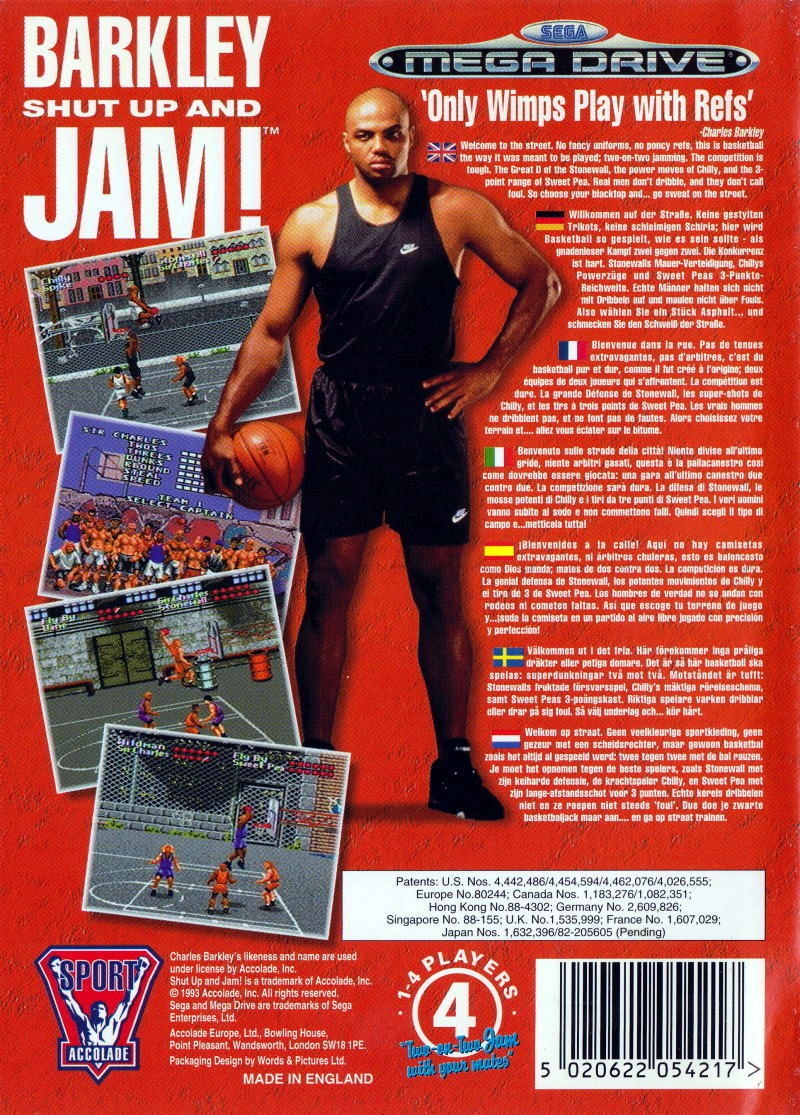 BARKLEY
SHUT UP AND
JAM!™
SEGA
MEGA DRIVE
'Only Wimps Play with Refs'
-Charles Barkley
Welcome to the street. No fancy uniforms, no poncy refs, this is basketball
the way it was meant to be played; two-on-two jamming. The competition is
tough. The Great D of the Stonewall, the power moves of Chilly, and the 3-
point range of Sweet Pea. Real men don't dribble, and they don't call
foul. So choose your blacktop and... go sweat on the street.
Willkommen auf der Straße. Keine gestylten
Trikots, keine schleimigen Schiris; hier wird
Basketball so gespielt, wie es sein sollte - als
gnadenloser Kampf zwei gegen zwei. Die Konkurrenz
ist hart. Stonewalls Mauer-Verteidigung, Chillys
Powerzüge und Sweet Peas 3-Punkte-
Reichweite. Echte Männer halten sich nicht
mit Dribbeln auf und maulen nicht über Fouls.
Also wählen Sie ein Stück Asphalt... und
schmecken Sie den Schweiß der Straße.
Bienvenue dans la rue. Pas de tenues
extravagantes, pas d'arbitres, c'est du
basketball pur et dur, comme il fut créé à l'origine; deux
équipes de deux joueurs qui s'affrontent. La compétition est
dure. La grande Défense de Stonewall, les super-shots de
Chilly, et les tirs à trois points de Sweet Pea. Les vrais hommes
ne dribblent pas, et ne font pas de fautes. Alors choisissez votre
terrain et.... allez vous éclater sur le bitume.
Benvenuto sulle strade della città! Niente divise all'ultimo
grido, niente arbitri gasati, questa è la pallacanestro così
come dovrebbe essere giocata: una gara all'ultimo canestro due
contro due. La competizione sarà dura. La difesa di Stonewall, le
mosse potenti di Chilly e i tiri da tre punti di Sweet Pea. I veri uomini
vanno subito al sodo e non commettono falli. Quindi scegli il tipo di
campo e...metticela tutta!
¡Bienvenidos a la calle! Aquí no hay camisetas
extravagantes, ni árbitros chuleras, esto es baloncesto
como Dios manda; mates de dos contra dos. La computición es dura.
La genial defensa de Stonewall, los potentes movimientos de Chilly y
el tiro de 3 de Sweet Pea. Los hombres de verdad no se andan con
rodeos ni cometen faltas. Así que escoge tu terreno de juego
y...¡suda la camiseta en un partido al aire libre jugado con precisión
y perfección!
Välkommen ut i det fria. Här förekommer inga pråliga
dräkter eller petiga domare. Det är så här basketboll ska
spelas: superdunkningar två mot två. Motståndet är tufft:
Stonewalls fruktade försvarsspel, Chilly's mäktiga rörelseschema,
samt Sweet Peas 3-poängskast. Riktiga spelare varken dribblar
eller drar på sig foul. Så välj underlag och... kör hårt.
Welkom op straat. Geen veelkleurige sportkleding, geen
gezeur met een scheidsrechter, maar gewoon basketbal
zoals het altijd al gespeeld werd: twee tegen twee met de bal rauzen.
Je moet het opnemen tegen de beste spelers, zoals Stonewall met
zijn keiharde defensie, de krachtspeler Chilly, en Sweet Pea met
zijn lange-afstandsschot voor 3 punten. Echte kerels dribbelen
niet en ze roepen niet steeds 'foul'. Dus doe je zwarte
basketbaljack maar aan.... en ga op straat trainen.
Chilly
Spike
Stonewall
Sir Charles
SIR CHARLES
TWOS
THREES
DUNKS
RBOUND
STEAL
SPEED
TEAM 1
SELECT CAPTAIN
Fly By
Dane
Sir Charles
Stonewall
Wildman
Sir Charles
Fly By
Sweet Pea
Patents: U.S. Nos. 4,442,486/4,454,594/4,462,076/4,026,555;
Europe No.80244; Canada Nos. 1,183,276/1,082,351;
Hong Kong No.88-4302; Germany No. 2,609,826;
Singapore No. 88-155; U.K. No.1,535,999; France No. 1,607,029;
Japan Nos. 1,632,396/82-205605 (Pending)
SPORT
ACCOLADE
Charles Barkley's likeness and name are used
under license by Accolade, Inc.
Shut Up and Jam! is a trademark of Accolade, Inc.
© 1993 Accolade, Inc. All rights reserved.
Sega and Mega Drive are trademarks of Sega
Enterprises, Ltd.
Accolade Europe, Ltd., Bowling House,
Point Pleasant, Wandsworth, London SW18 1PE.
Packaging Design by Words & Pictures Ltd.
MADE IN ENGLAND
1-4 PLAYERS
4
"Two-on-Two Jam
with your mates"
5 020622 054217 >